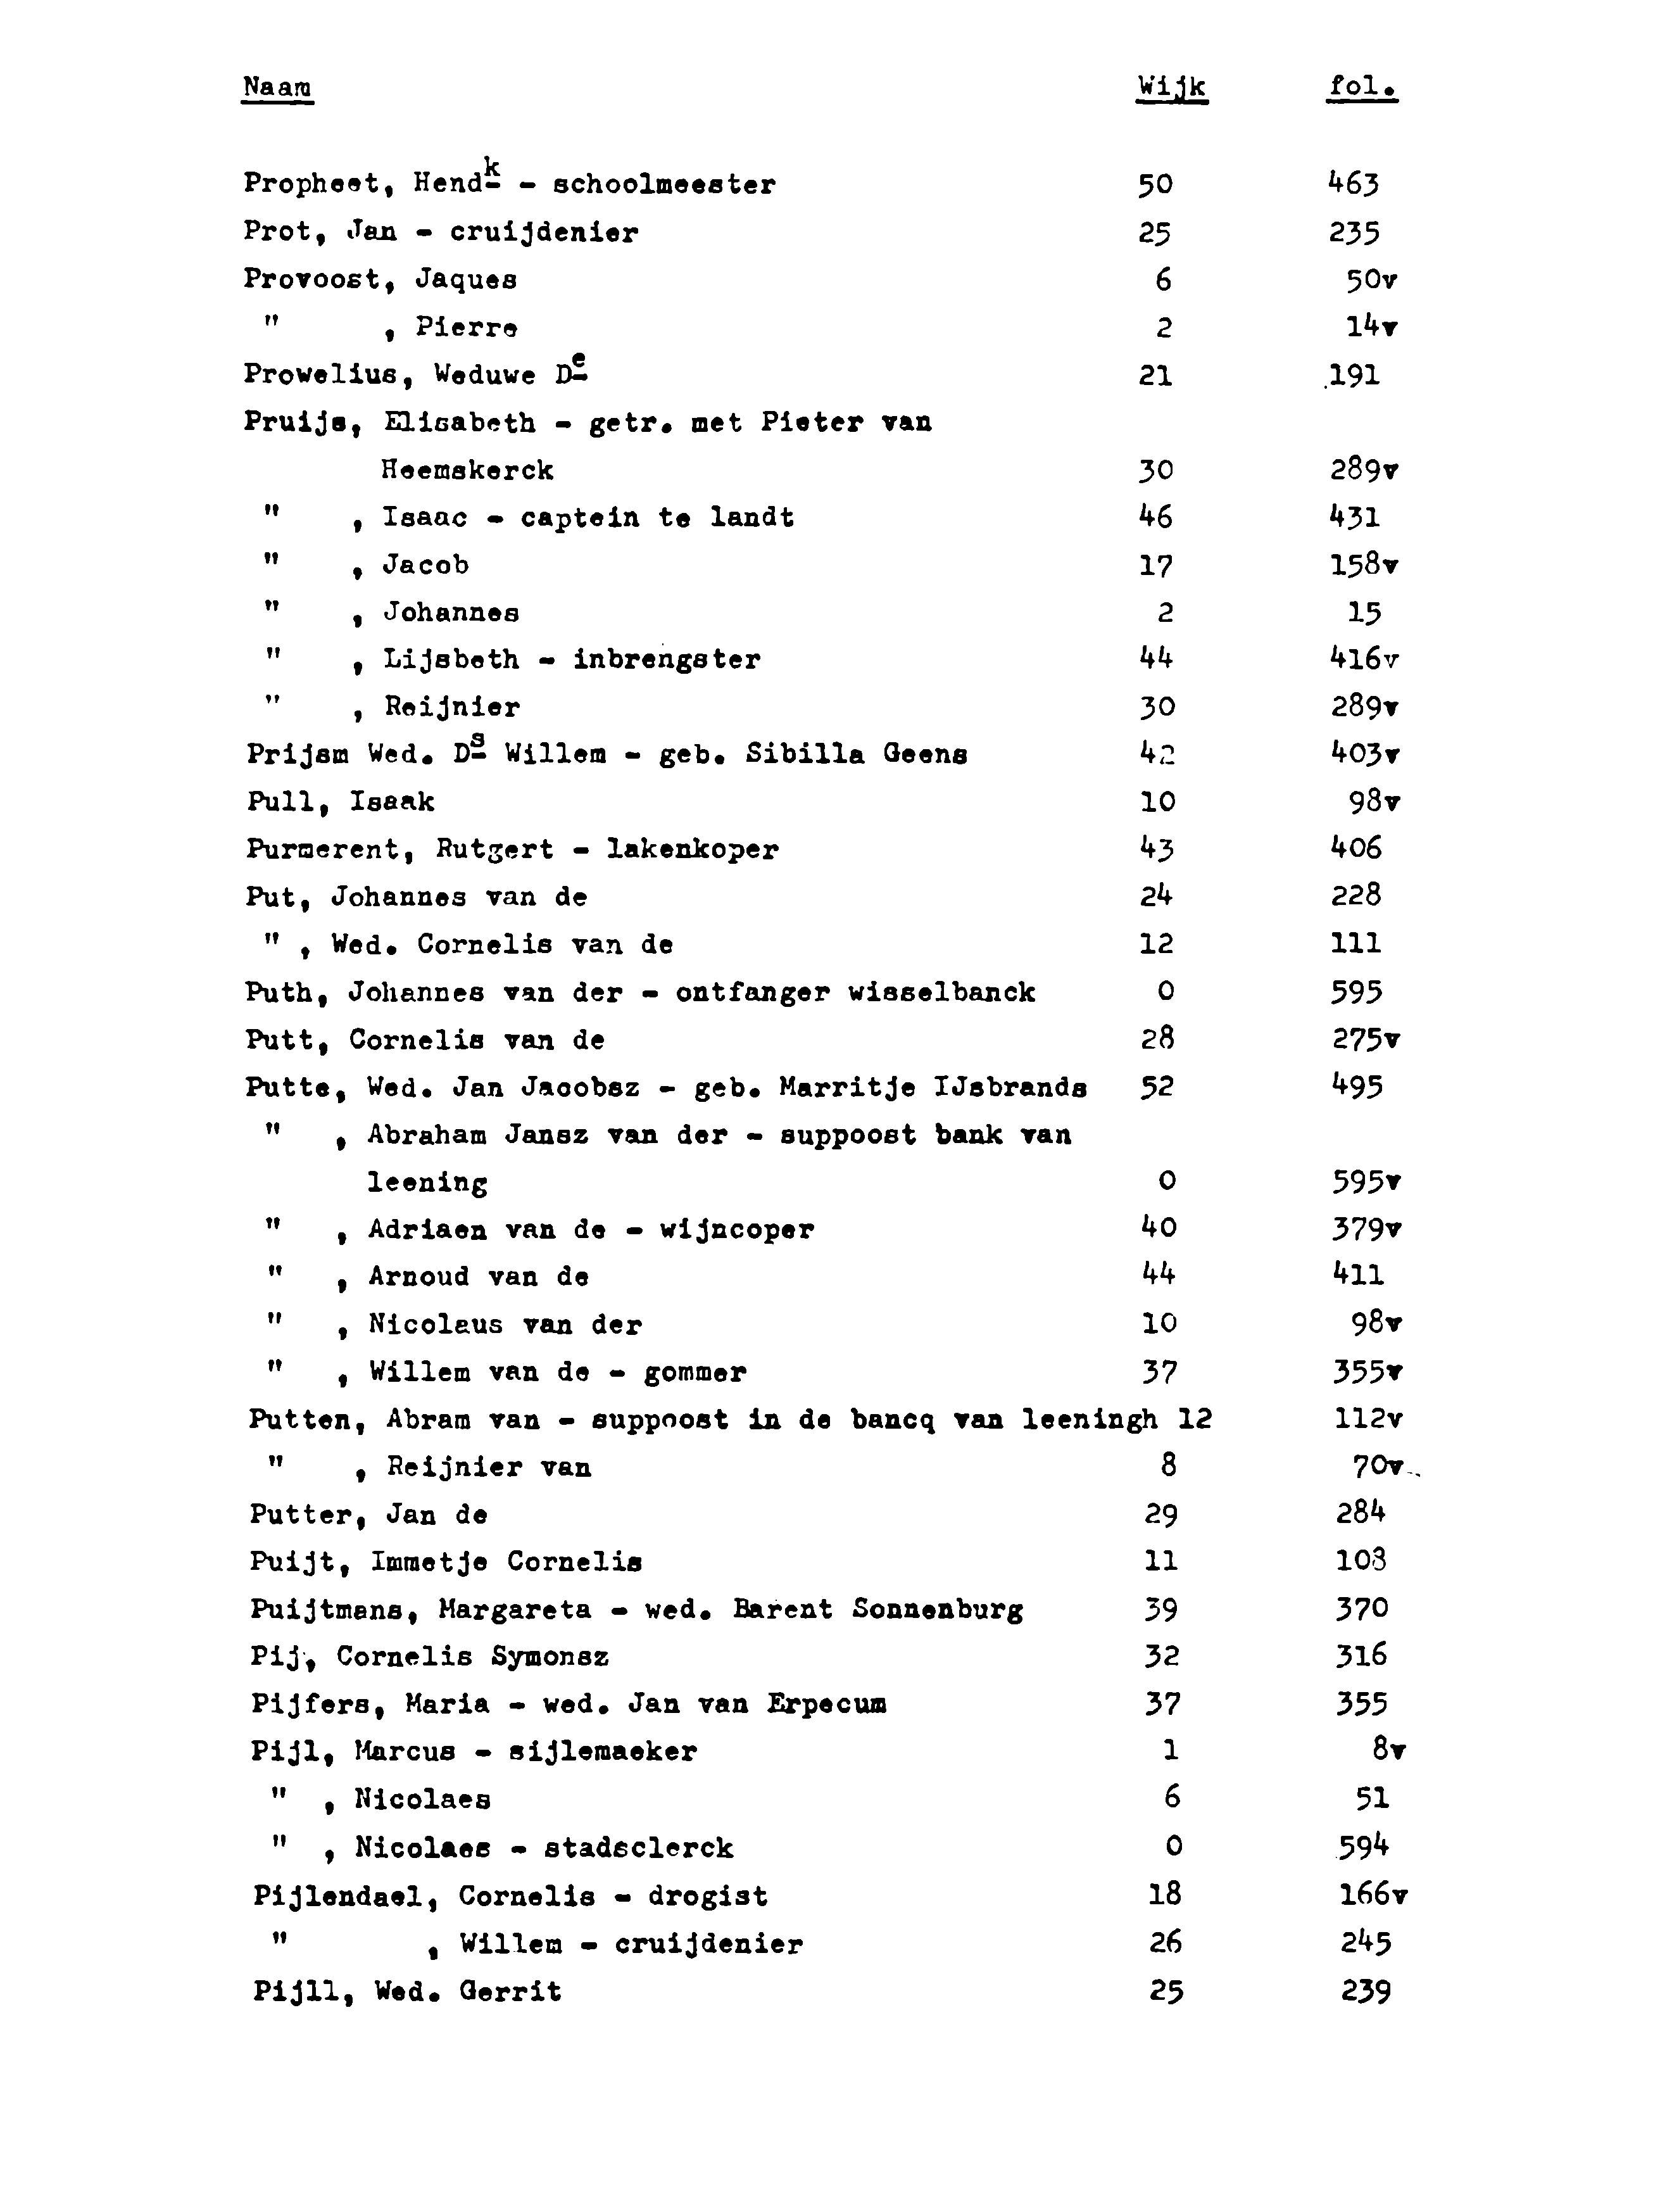 Naam Wijk fol.
Propheet, Hendk - schoolmeester 50 463
Prot, Jan - cruijdenier 25 235
Provoost, Jaques 6 50v
" , Pierre 2 14v
Prowelius, Weduwe De 21 191
Pruijs, Elisabeth - getr. met Pieter van
Heemskerck 30 289v
" , Isaac - captein te landt 46 431
" , Jacob 17 158v
" , Johannes 2 15
" , Lijsbeth - inbrengster 44 416v
" , Reijnier 30 289v
Prijsm Wed. Ds Willem - geb. Sibilla Geens 42 403v
Pull, Isaak 10 98v
Purmerent, Rutgert - lakenkoper 43 406
Put, Johannes van de 24 228
" , Wed. Cornelis van de 12 111
Puth, Johannes van der - ontfanger wisselbanck 0 595
Putt, Cornelis van de 28 275v
Putte, Wed. Jan Jacobsz - geb. Marritje IJsbrands 52 495
" , Abraham Jansz van der - suppoost bank van
leening 0 595v
" , Adriaen van de - wijncoper 40 379v
" , Arnoud van de 44 411
" , Nicolaus van der 10 98v
" , Willem van de - gommer 37 355v
Putten, Abram van - suppoost in de bancq van leeningh 12 112v
" , Reijnier van 8 70v
Putter, Jan de 29 284
Puijt, Immetje Cornelis 11 108
Puijtmans, Margareta - wed. Barent Sonnenburg 39 370
Pij, Cornelis Symonsz 32 316
Pijfers, Maria - wed. Jan van Erpecum 37 355
Pijl, Marcus - sijlemaeker 1 8v
" , Nicolaes 6 51
" , Nicolaes - stadsclerck 0 594
Pijlendael, Cornelis - drogist 18 166v
" , Willem - cruijdenier 26 245
Pijll, Wed. Gerrit 25 239